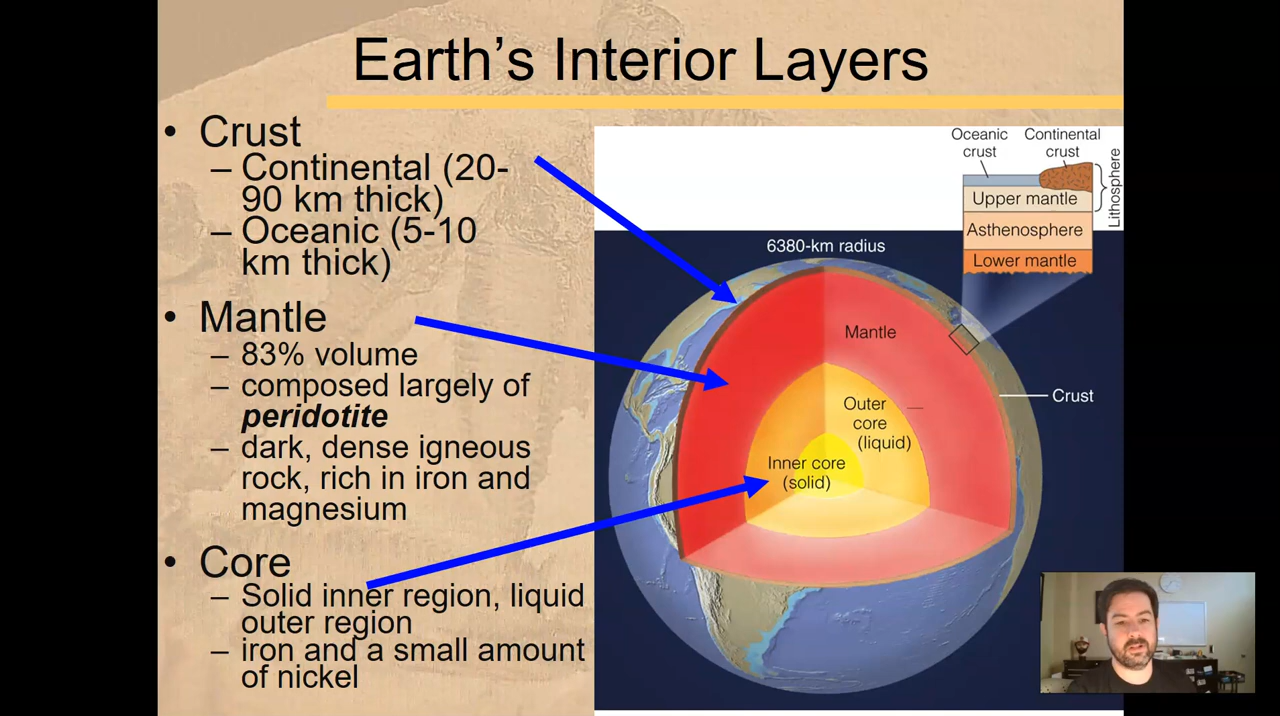 Earth's Interior Layers
• Crust
– Continental (20-
90 km thick)
– Oceanic (5-10
km thick)
• Mantle
– 83% volume
– composed largely of
peridotite
– dark, dense igneous
rock, rich in iron and
magnesium
• Core
– Solid inner region, liquid
outer region
– iron and a small amount
of nickel
Oceanic
crust
Continental
crust
Lithosphere
Upper mantle
Asthenosphere
Lower mantle
6380-km radius
Mantle
Crust
Outer
core
(liquid)
Inner core
(solid)